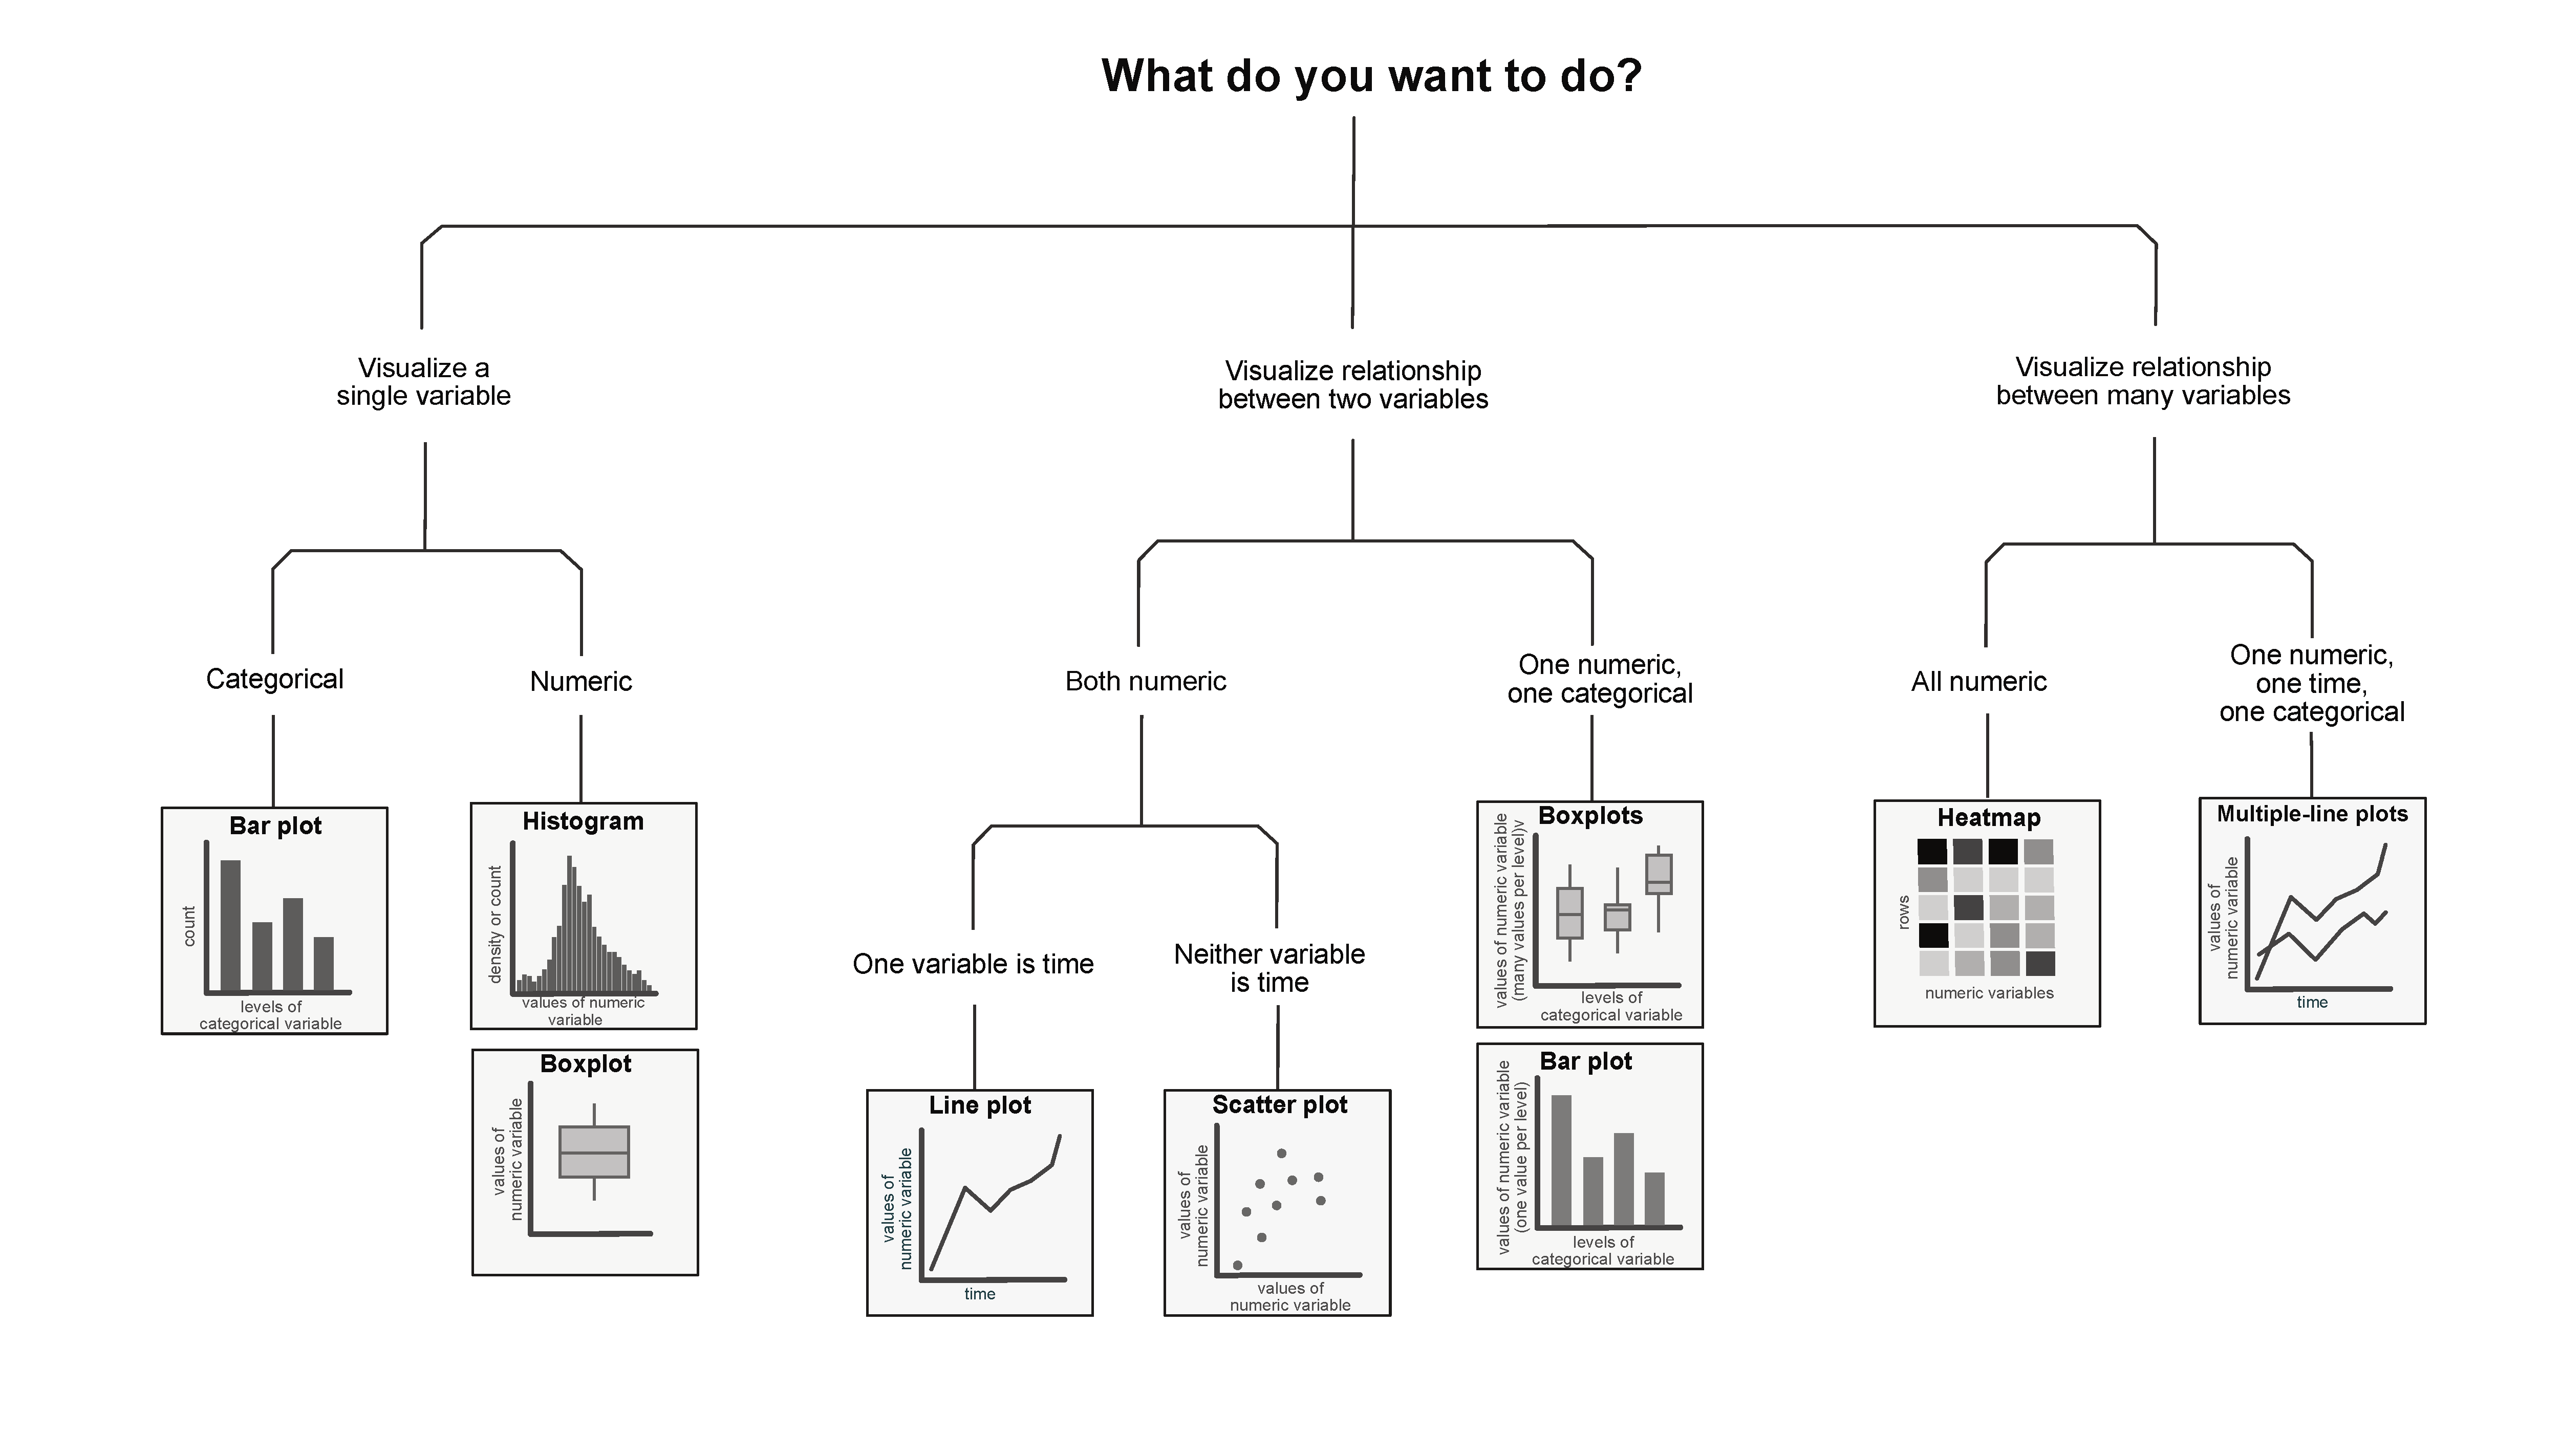 What do you want to do?
Visualize a
single variable
Visualize relationship
between two variables
Visualize relationship
between many variables
Categorical
Numeric
Both numeric
One numeric,
one categorical
All numeric
One numeric,
one time,
one categorical
Bar plot
count
levels of
categorical variable
Histogram
density or count
values of numeric
variable
Boxplot
values of
numeric variable
One variable is time
Neither variable
is time
Line plot
values of
numeric variable
time
Scatter plot
values of
numeric variable
values of
numeric variable
Boxplots
values of numeric variable
(many values per level)v
levels of
categorical variable
Bar plot
values of numeric variable
(one value per level)
levels of
categorical variable
Heatmap
rows
numeric variables
Multiple-line plots
values of
numeric variable
time